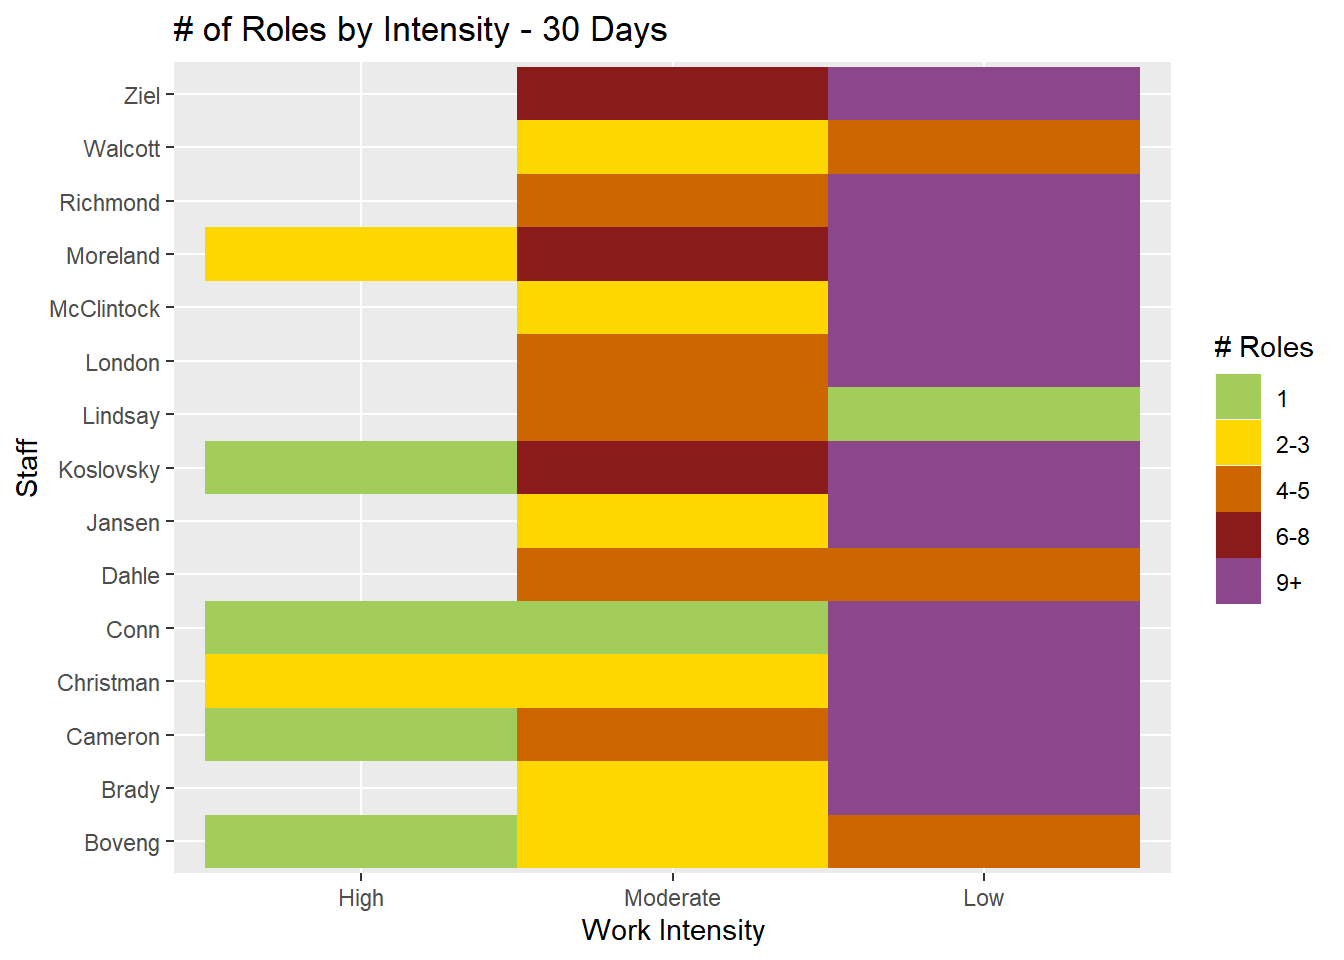 # of Roles by Intensity - 30 Days
Ziel
Walcott
Richmond
Moreland
McClintock
London
Lindsay
Koslovsky
Jansen
Dahle
Conn
Christman
Cameron
Brady
Boveng
Staff
High
Moderate
Low
Work Intensity
# Roles
1
2-3
4-5
6-8
9+